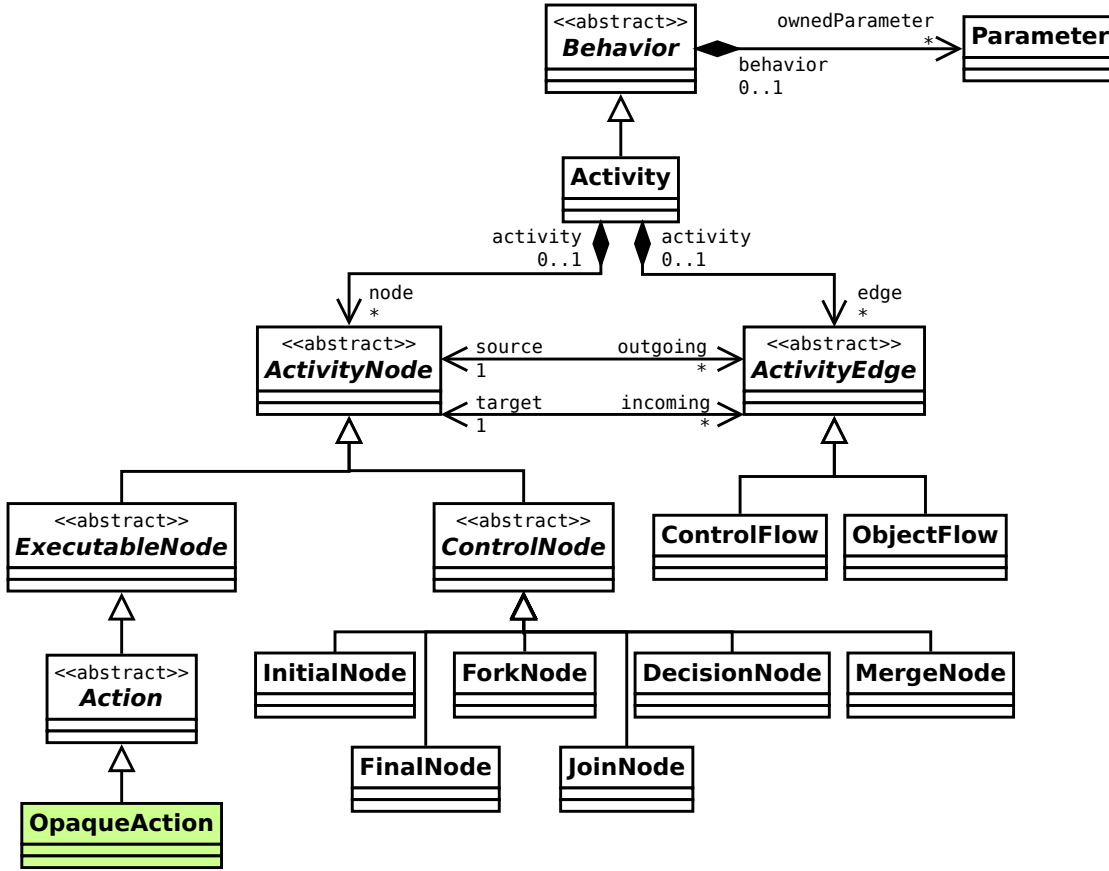 <<abstract>>
Behavior
ownedParameter
*
behavior
0..1
Parameter
Activity
activity
0..1
activity
0..1
node
*
edge
*
<<abstract>>
ActivityNode
source
1
outgoing
*
target
1
incoming
*
<<abstract>>
ActivityEdge
<<abstract>>
ExecutableNode
<<abstract>>
ControlNode
ControlFlow
ObjectFlow
<<abstract>>
Action
InitialNode
ForkNode
DecisionNode
MergeNode
FinalNode
JoinNode
OpaqueAction